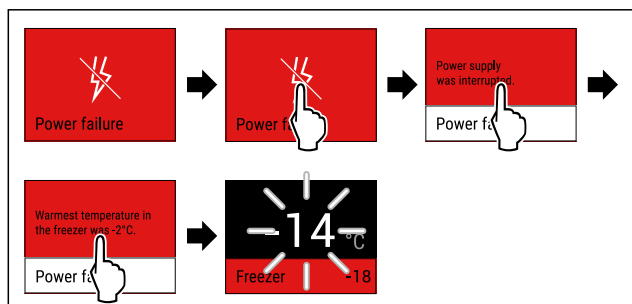 Power failure
Power fa
Power supply
was interrupted.
Power fa
Warmest temperature in
the freezer was -2°C.
Power fa
-14 °C
Freezer -18